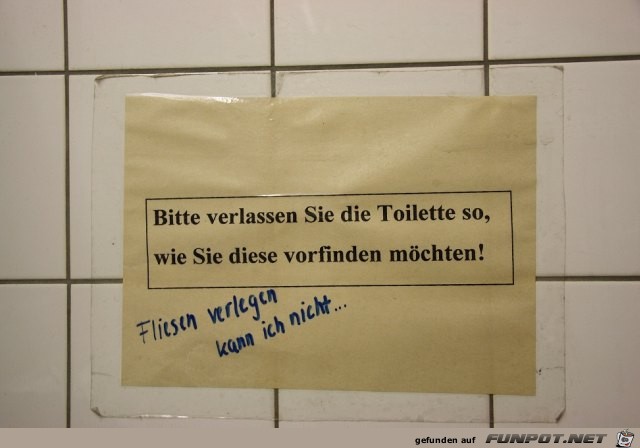 Bitte verlassen Sie die Toilette so,
wie Sie diese vorfinden möchten!
Fliesen verlegen
kann ich nicht...
gefunden auf FUNPOT.NET